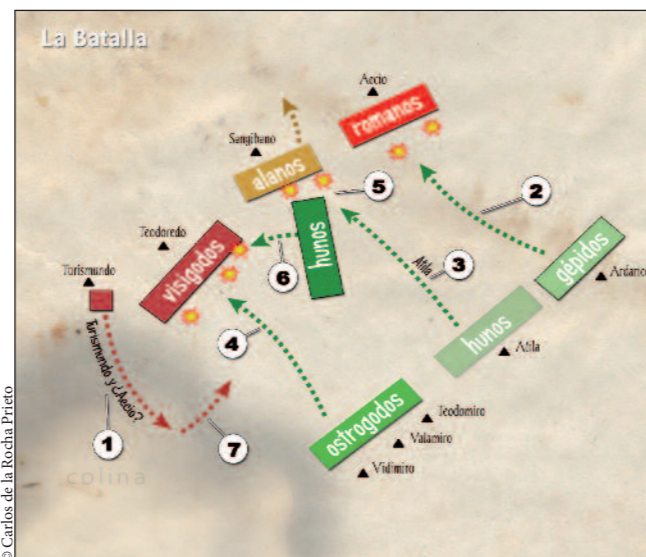 La Batalla
Aecio
romanos
Sangibano
alanos
5
2
Teodoredo
hunos
gépidos
Turismundo
visigodos
6
Atila
3
Ardarico
4
hunos
Atila
Turismundo y ¿Aecio?
ostrogodos
Teodomiro
1
7
Valamiro
Vidimiro
colina
© Carlos de la Rocha Prieto